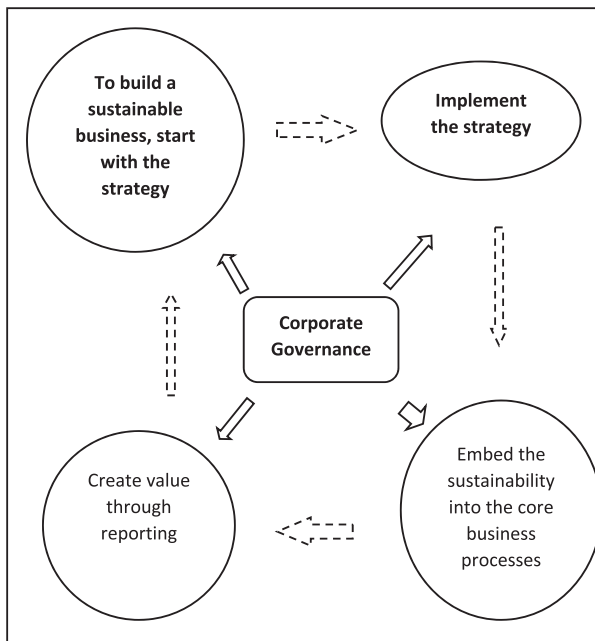 To build a
sustainable
business, start
with the
strategy
Implement
the strategy
Corporate
Governance
Create value
through
reporting
Embed the
sustainability
into the core
business
processes